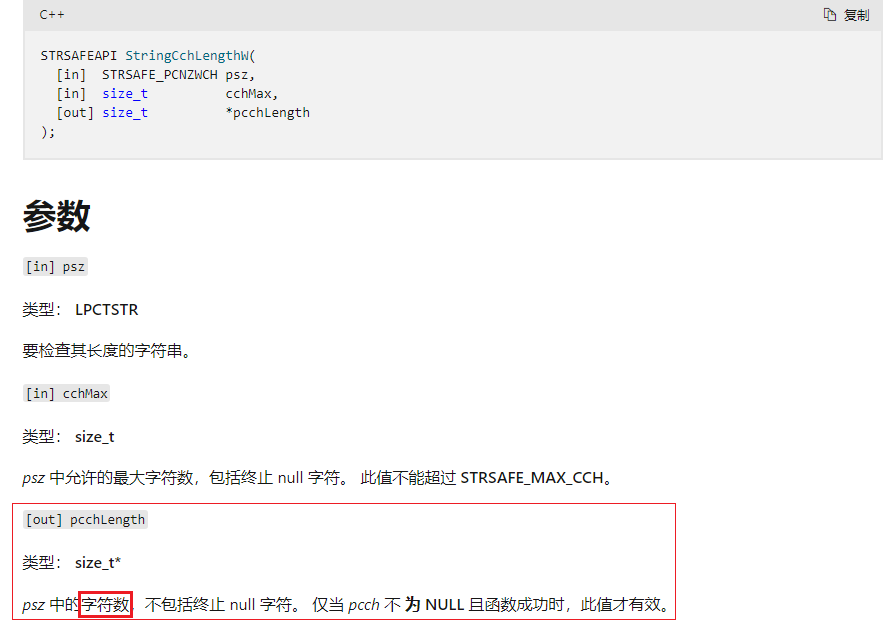 C++
复制
STRSAFEAPI StringCchLengthW(
[in] STRSAFE_PCNZWCH psz,
[in] size_t cchMax,
[out] size_t *pcchLength
);
参数
[in] psz
类型： LPCTSTR
要检查其长度的字符串。
[in] cchMax
类型： size_t
psz 中允许的最大字符数，包括终止 null 字符。 此值不能超过 STRSAFE_MAX_CCH。
[out] pcchLength
类型： size_t*
psz 中的字符数，不包括终止 null 字符。 仅当 pcch 不 为 NULL 且函数成功时，此值才有效。